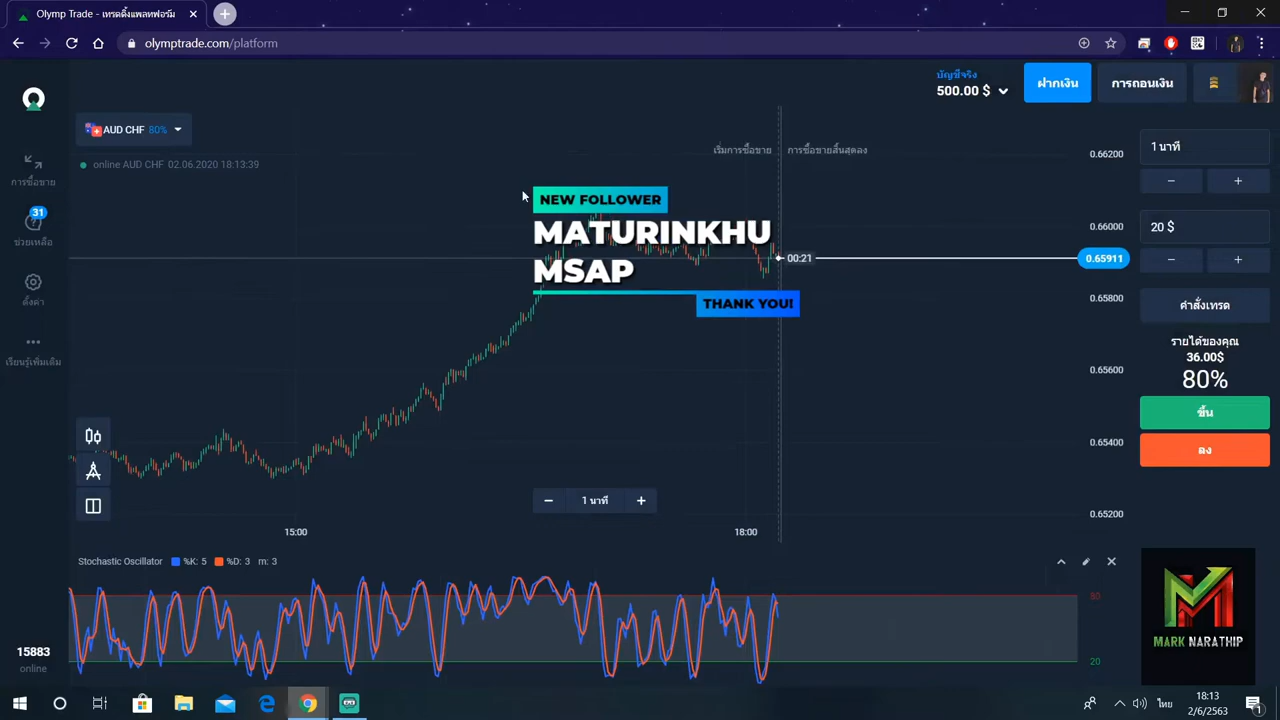 Olymp Trade - เทรดดิ้งแพลทฟอร์ม
olymptrade.com/platform
บัญชีจริง
500.00 $
ฝากเงิน
การถอนเงิน
AUD CHF 80%
online AUD CHF 02.06.2020 18:13:39
การซื้อขาย
31
ช่วยเหลือ
ตั้งค่า
เรียนรู้เพิ่มเติม
เริ่มการซื้อขาย
การซื้อขายสิ้นสุดลง
NEW FOLLOWER
MATURINKHU
MSAP
THANK YOU!
00:21
0.66200
0.66000
0.65911
0.65800
0.65600
0.65400
0.65200
1 นาที
20 $
คำสั่งเทรด
รายได้ของคุณ
36.00$
80%
ขึ้น
ลง
1 นาที
15:00
18:00
Stochastic Oscillator %K: 5 %D: 3 m: 3
80
20
MARK NARATHIP
15883
online
ไทย
18:13
2/6/2563
1